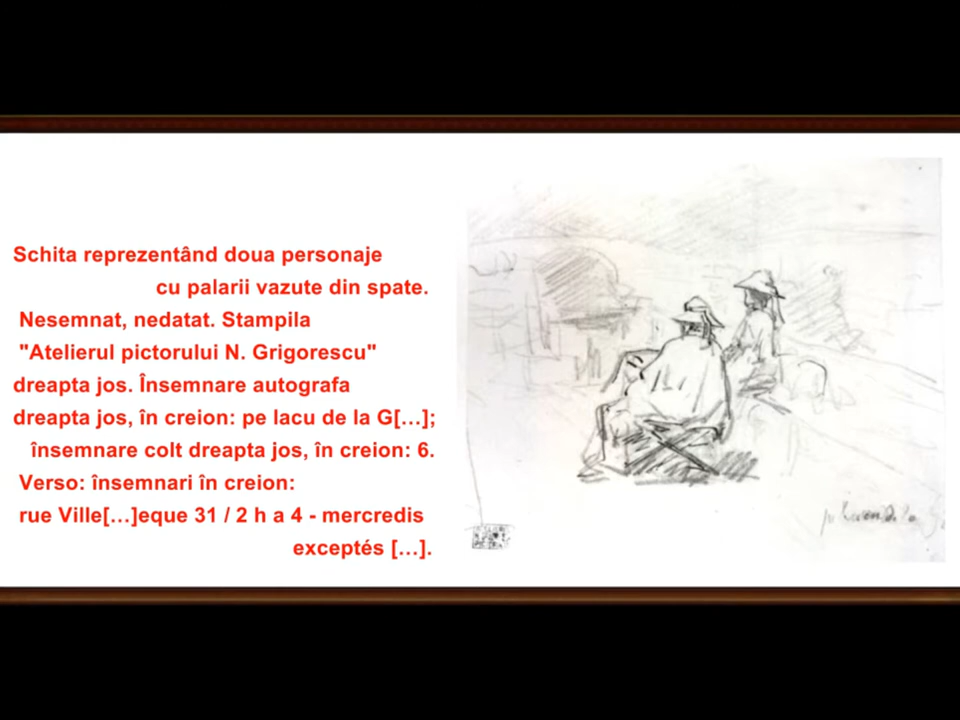 Schita reprezentând doua personaje
cu palarii vazute din spate.
Nesemnat, nedatat. Stampila
"Atelierul pictorului N. Grigorescu"
dreapta jos. Însemnare autografa
dreapta jos, în creion: pe lacu de la G[…];
însemnare colt dreapta jos, în creion: 6.
Verso: însemnari în creion:
rue Ville[…]eque 31 / 2 h a 4 - mercredis
exceptés […].